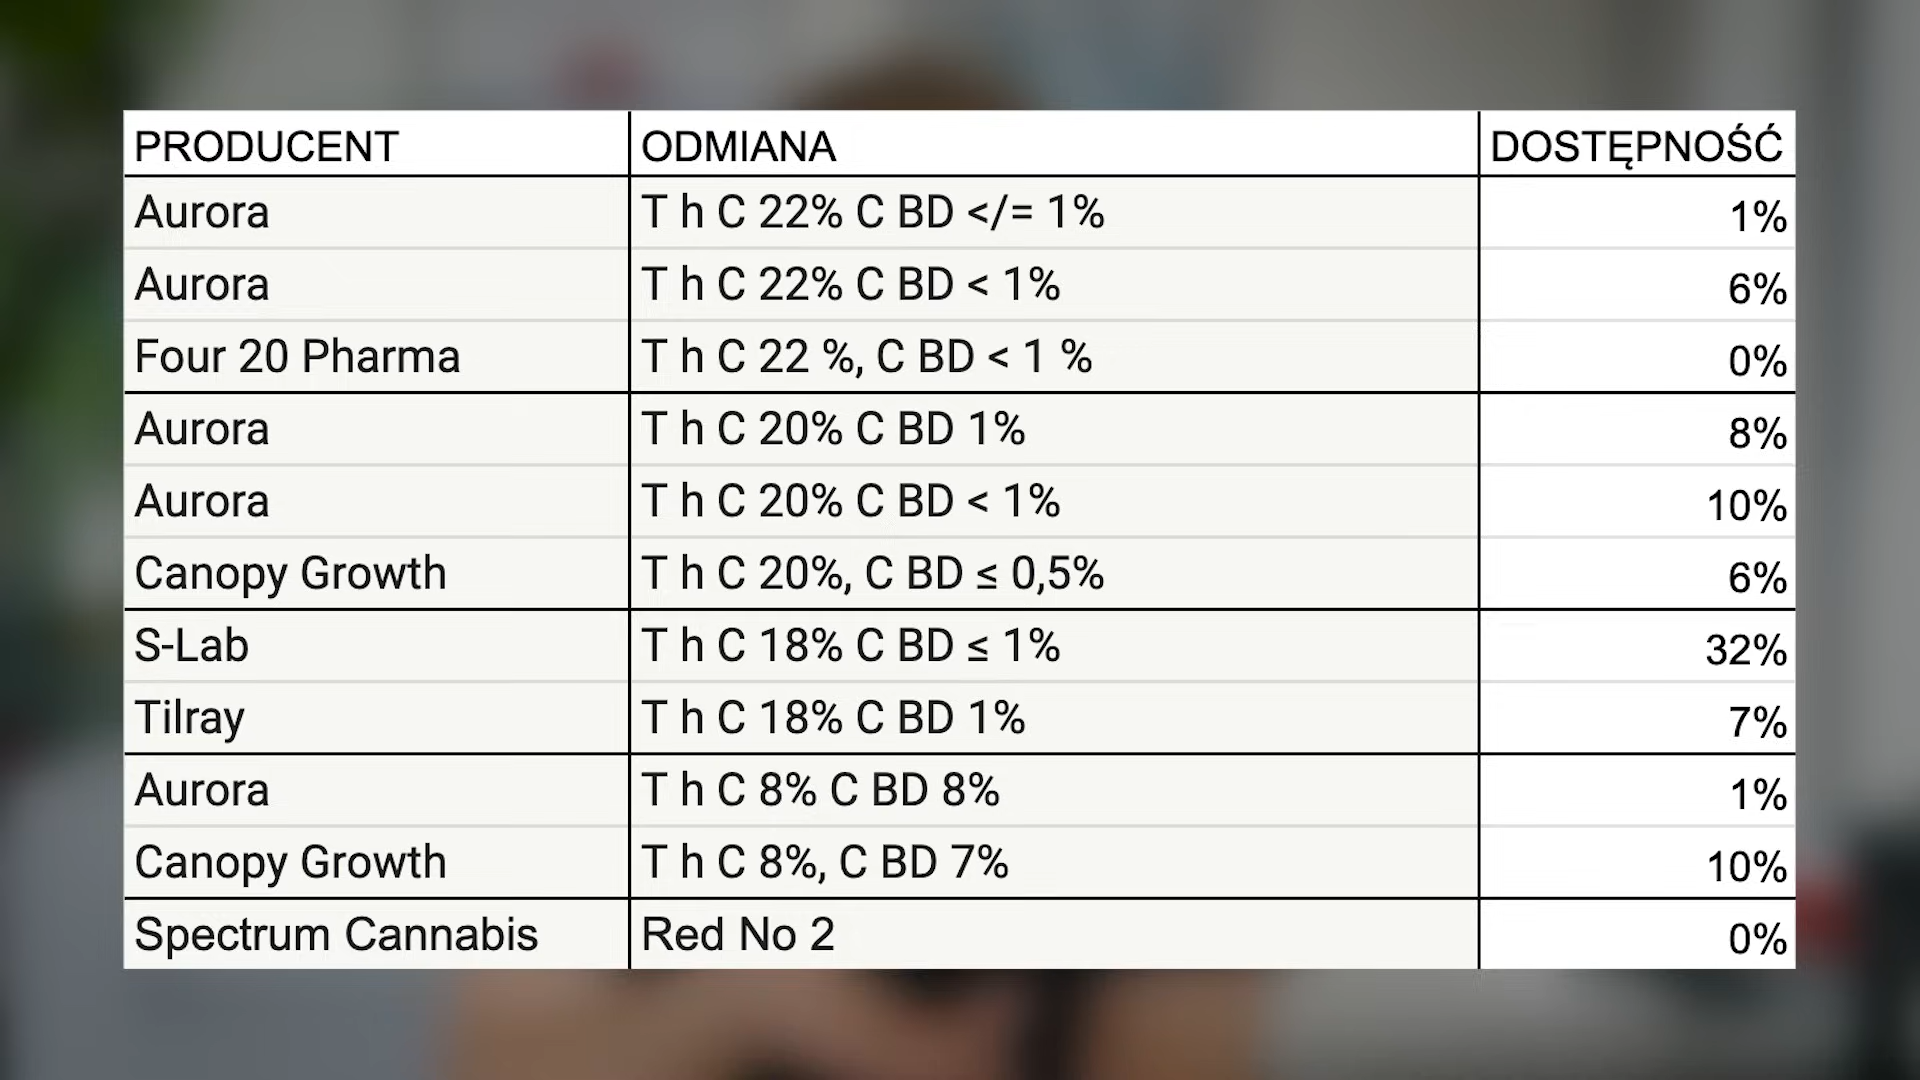 PRODUCENT ODMIANA DOSTĘPNOŚĆ
Aurora T h C 22% C BD </= 1% 1%
Aurora T h C 22% C BD < 1% 6%
Four 20 Pharma T h C 22 %, C BD < 1 % 0%
Aurora T h C 20% C BD 1% 8%
Aurora T h C 20% C BD < 1% 10%
Canopy Growth T h C 20%, C BD ≤ 0,5% 6%
S-Lab T h C 18% C BD ≤ 1% 32%
Tilray T h C 18% C BD 1% 7%
Aurora T h C 8% C BD 8% 1%
Canopy Growth T h C 8%, C BD 7% 10%
Spectrum Cannabis Red No 2 0%